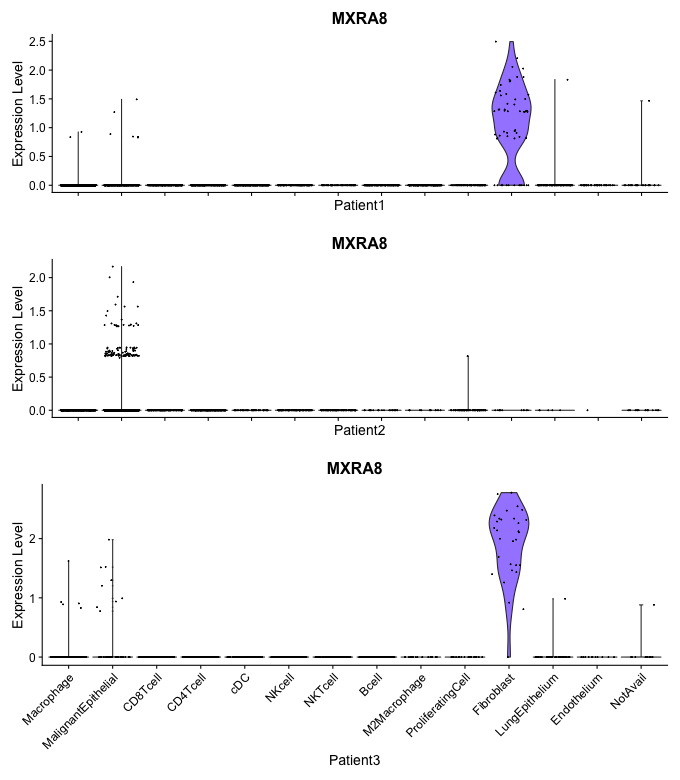 MXRA8
Expression Level
2.5
2.0
1.5
1.0
0.5
0.0
Patient1
MXRA8
Expression Level
2.0
1.5
1.0
0.5
0.0
Patient2
MXRA8
Expression Level
2
1
0
Macrophage
MalignantEpithelial
CD8Tcell
CD4Tcell
cDC
NKcell
NKTcell
Bcell
M2Macrophage
ProliferatingCell
Fibroblast
LungEpithelium
Endothelium
NotAvail
Patient3